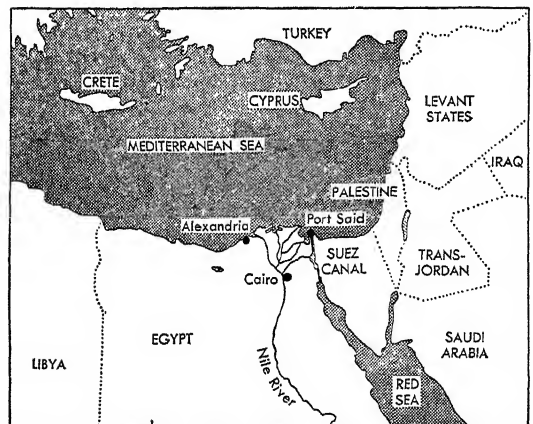 TURKEY
CRETE
CYPRUS
LEVANT
STATES
MEDITERRANEAN SEA
IRAQ
PALESTINE
Alexandria
Port Said
SUEZ
CANAL
TRANS-
JORDAN
Cairo
EGYPT
SAUDI
ARABIA
LIBYA
Nile River
RED
SEA